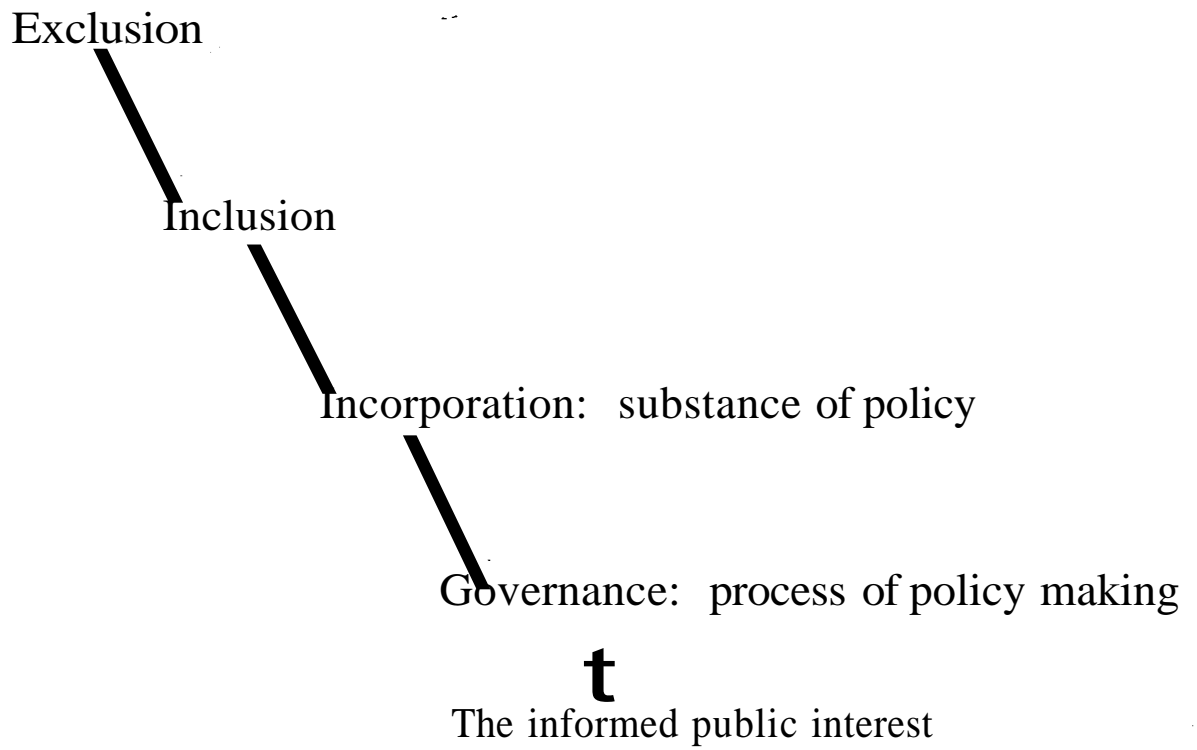 Exclusion
Inclusion
Incorporation: substance of policy
Governance: process of policy making
t
The informed public interest